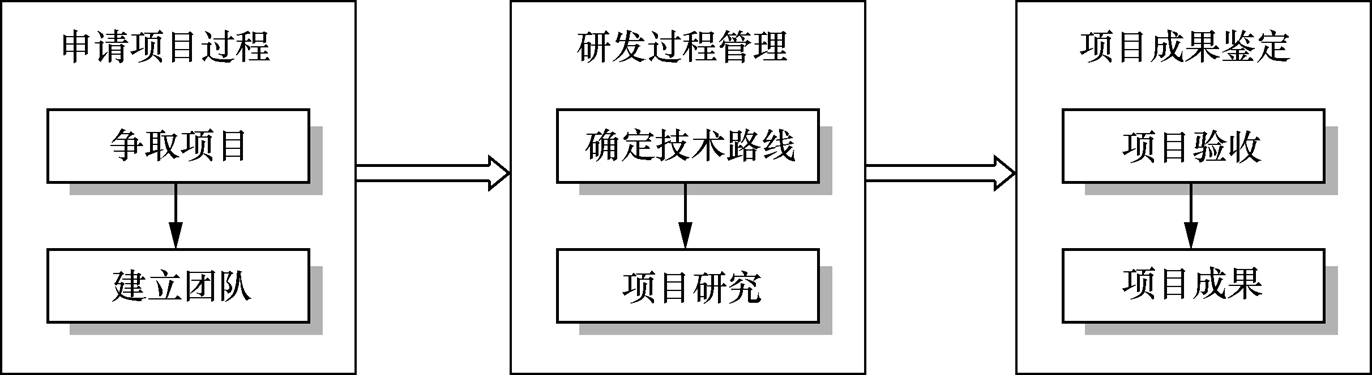 申请项目过程
争取项目
建立团队
研发过程管理
确定技术路线
项目研究
项目成果鉴定
项目验收
项目成果